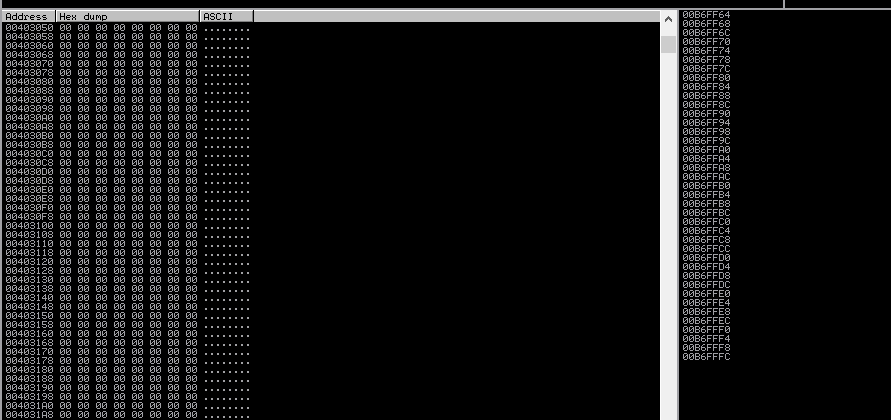 Address Hex dump ASCII
00403050 00 00 00 00 00 00 00 00 ........
00403058 00 00 00 00 00 00 00 00 ........
00403060 00 00 00 00 00 00 00 00 ........
00403068 00 00 00 00 00 00 00 00 ........
00403070 00 00 00 00 00 00 00 00 ........
00403078 00 00 00 00 00 00 00 00 ........
00403080 00 00 00 00 00 00 00 00 ........
00403088 00 00 00 00 00 00 00 00 ........
00403090 00 00 00 00 00 00 00 00 ........
00403098 00 00 00 00 00 00 00 00 ........
004030A0 00 00 00 00 00 00 00 00 ........
004030A8 00 00 00 00 00 00 00 00 ........
004030B0 00 00 00 00 00 00 00 00 ........
004030B8 00 00 00 00 00 00 00 00 ........
004030C0 00 00 00 00 00 00 00 00 ........
004030C8 00 00 00 00 00 00 00 00 ........
004030D0 00 00 00 00 00 00 00 00 ........
004030D8 00 00 00 00 00 00 00 00 ........
004030E0 00 00 00 00 00 00 00 00 ........
004030E8 00 00 00 00 00 00 00 00 ........
004030F0 00 00 00 00 00 00 00 00 ........
004030F8 00 00 00 00 00 00 00 00 ........
00403100 00 00 00 00 00 00 00 00 ........
00403108 00 00 00 00 00 00 00 00 ........
00403110 00 00 00 00 00 00 00 00 ........
00403118 00 00 00 00 00 00 00 00 ........
00403120 00 00 00 00 00 00 00 00 ........
00403128 00 00 00 00 00 00 00 00 ........
00403130 00 00 00 00 00 00 00 00 ........
00403138 00 00 00 00 00 00 00 00 ........
00403140 00 00 00 00 00 00 00 00 ........
00403148 00 00 00 00 00 00 00 00 ........
00403150 00 00 00 00 00 00 00 00 ........
00403158 00 00 00 00 00 00 00 00 ........
00403160 00 00 00 00 00 00 00 00 ........
00403168 00 00 00 00 00 00 00 00 ........
00403170 00 00 00 00 00 00 00 00 ........
00403178 00 00 00 00 00 00 00 00 ........
00403180 00 00 00 00 00 00 00 00 ........
00403188 00 00 00 00 00 00 00 00 ........
00403190 00 00 00 00 00 00 00 00 ........
00403198 00 00 00 00 00 00 00 00 ........
004031A0 00 00 00 00 00 00 00 00 ........
004031A8 00 00 00 00 00 00 00 00 ........
00B6FF64
00B6FF68
00B6FF6C
00B6FF70
00B6FF74
00B6FF78
00B6FF7C
00B6FF80
00B6FF84
00B6FF88
00B6FF8C
00B6FF90
00B6FF94
00B6FF98
00B6FF9C
00B6FFA0
00B6FFA4
00B6FFA8
00B6FFAC
00B6FFB0
00B6FFB4
00B6FFB8
00B6FFBC
00B6FFC0
00B6FFC4
00B6FFC8
00B6FFCC
00B6FFD0
00B6FFD4
00B6FFD8
00B6FFDC
00B6FFE0
00B6FFE4
00B6FFE8
00B6FFEC
00B6FFF0
00B6FFF4
00B6FFF8
00B6FFFC